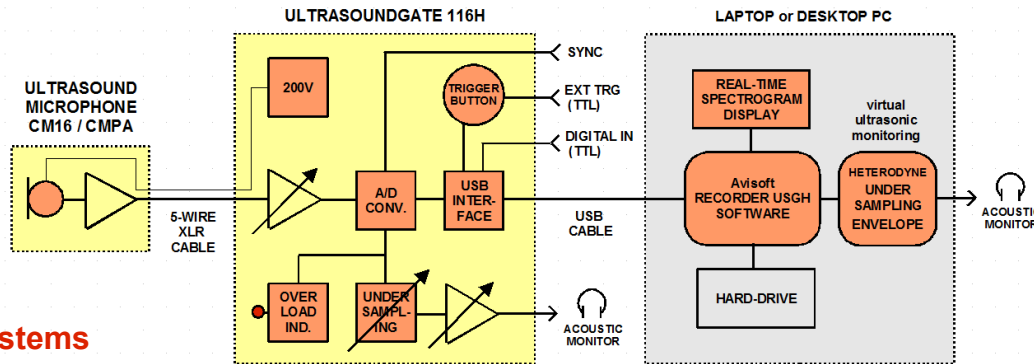 ULTRASOUNDGATE 116H
LAPTOP or DESKTOP PC
ULTRASOUND
MICROPHONE
CM16 / CMPA
200V
TRIGGER
BUTTON
SYNC
EXT TRG
(TTL)
DIGITAL IN
(TTL)
REAL-TIME
SPECTROGRAM
DISPLAY
virtual
ultrasonic
monitoring
5-WIRE
XLR
CABLE
A/D
CONV.
USB
INTER-
FACE
USB
CABLE
Avisoft
RECORDER USGH
SOFTWARE
HETERODYNE
UNDER
SAMPLING
ENVELOPE
ACOUSTIC
MONITOR
OVER
LOAD
IND.
UNDER
SAMPL-
ING
ACOUSTIC
MONITOR
HARD-DRIVE
stems